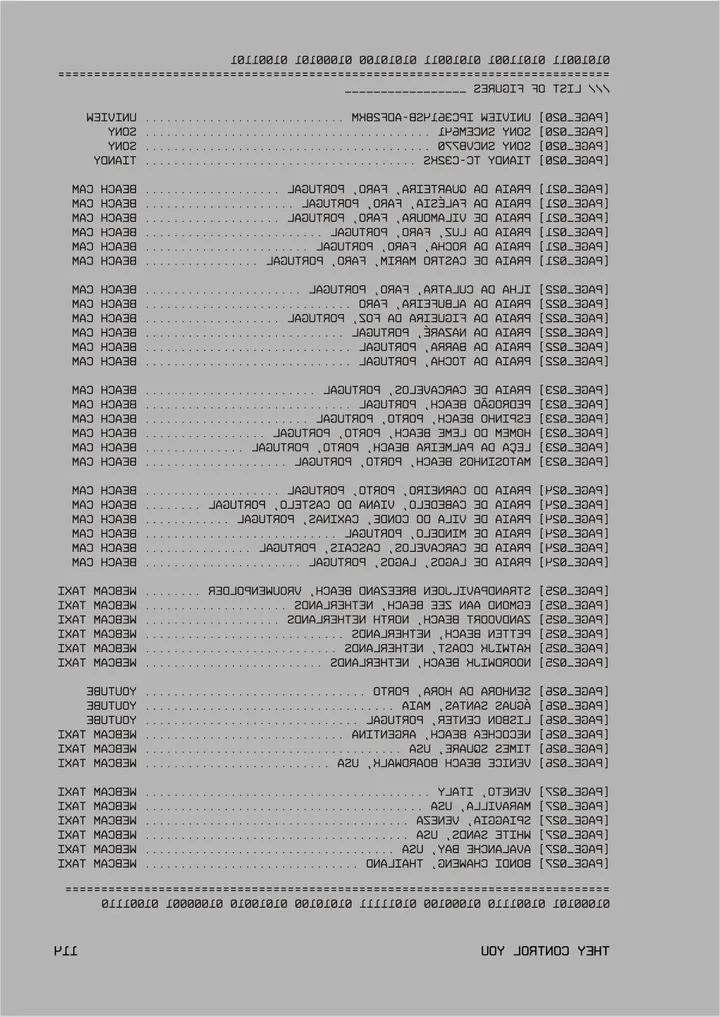 01010011 01011001 01010011 01010100 01000101 01001101
==============================================================================
/// LIST OF FIGURES _________________
[PAGE_020] UNIVIEW IPC3614SB-ADF28KM ............................ UNIVIEW
[PAGE_020] SONY SNCEM641 ....................................... SONY
[PAGE_020] SONY SNCVB770 ....................................... SONY
[PAGE_020] TIANDY TC-C32KS ..................................... TIANDY
[PAGE_021] PRAIA DA QUARTEIRA, FARO, PORTUGAL ................... BEACH CAM
[PAGE_021] PRAIA DA FALÉSIA, FARO, PORTUGAL ..................... BEACH CAM
[PAGE_021] PRAIA DE VILAMOURA, FARO, PORTUGAL ................... BEACH CAM
[PAGE_021] PRAIA DA LUZ, FARO, PORTUGAL ......................... BEACH CAM
[PAGE_021] PRAIA DA ROCHA, FARO, PORTUGAL ....................... BEACH CAM
[PAGE_021] PRAIA DE CASTRO MARIM, FARO, PORTUGAL ................ BEACH CAM
[PAGE_022] ILHA DA CULATRA, FARO, PORTUGAL ...................... BEACH CAM
[PAGE_022] PRAIA DA ALBUFEIRA, FARO ............................. BEACH CAM
[PAGE_022] PRAIA DA FIGUEIRA DA FOZ, PORTUGAL ................... BEACH CAM
[PAGE_022] PRAIA DA NAZARÉ, PORTUGAL ............................ BEACH CAM
[PAGE_022] PRAIA DA BARRA, PORTUGAL ............................. BEACH CAM
[PAGE_022] PRAIA DA TOCHA, PORTUGAL ............................. BEACH CAM
[PAGE_023] PRAIA DE CARCAVELOS, PORTUGAL ........................ BEACH CAM
[PAGE_023] PEDROGÃO BEACH, PORTUGAL ............................. BEACH CAM
[PAGE_023] ESPINHO BEACH, PORTO, PORTUGAL ....................... BEACH CAM
[PAGE_023] HOMEM DO LEME BEACH, PORTO, PORTUGAL ................. BEACH CAM
[PAGE_023] LEÇA DA PALMEIRA BEACH, PORTO, PORTUGAL .............. BEACH CAM
[PAGE_023] MATOSINHOS BEACH, PORTO, PORTUGAL .................... BEACH CAM
[PAGE_024] PRAIA DO CARNEIRO, PORTO, PORTUGAL ................... BEACH CAM
[PAGE_024] PRAIA DE CABEDELO, VIANA DO CASTELO, PORTUGAL ........ BEACH CAM
[PAGE_024] PRAIA DE VILA DO CONDE, CAXINAS, PORTUGAL ............ BEACH CAM
[PAGE_024] PRAIA DE MINDELO, PORTUGAL ........................... BEACH CAM
[PAGE_024] PRAIA DE CARCAVELOS, CASCAIS, PORTUGAL ............... BEACH CAM
[PAGE_024] PRAIA DE LAGOS, LAGOS, PORTUGAL ...................... BEACH CAM
[PAGE_025] STRANDPAVILJOEN BREEZAND BEACH, VROUWENPOLDER ........ WEBCAM TAXI
[PAGE_025] EGMOND AAN ZEE BEACH, NETHERLANDS .................... WEBCAM TAXI
[PAGE_025] ZANDVOORT BEACH, NORTH NETHERLANDS ................... WEBCAM TAXI
[PAGE_025] PETTEN BEACH, NETHERLANDS ............................ WEBCAM TAXI
[PAGE_025] KATWIJK COAST, NETHERLANDS ........................... WEBCAM TAXI
[PAGE_025] NOORDWIJK BEACH, NETHERLANDS ......................... WEBCAM TAXI
[PAGE_026] SENHORA DA HORA, PORTO ............................... YOUTUBE
[PAGE_026] ÁGUAS SANTAS, MAIA ................................... YOUTUBE
[PAGE_026] LISBON CENTER, PORTUGAL .............................. YOUTUBE
[PAGE_026] NECOCHEA BEACH, ARGENTINA ............................ WEBCAM TAXI
[PAGE_026] TIMES SQUARE, USA .................................... WEBCAM TAXI
[PAGE_026] VENICE BEACH BOARDWALK, USA .......................... WEBCAM TAXI
[PAGE_027] VENETO, ITALY ........................................ WEBCAM TAXI
[PAGE_027] MARAVILLA, USA ....................................... WEBCAM TAXI
[PAGE_027] SPIAGGIA, VENEZA ..................................... WEBCAM TAXI
[PAGE_027] WHITE SANDS, USA ..................................... WEBCAM TAXI
[PAGE_027] AVALANCHE BAY, USA ................................... WEBCAM TAXI
[PAGE_027] BONDI CHAWENG, THAILAND .............................. WEBCAM TAXI
=============================================================================
01000101 01001110 01000100 01011111 01010100 01010010 01000001 01001110
THEY CONTROL YOU 114